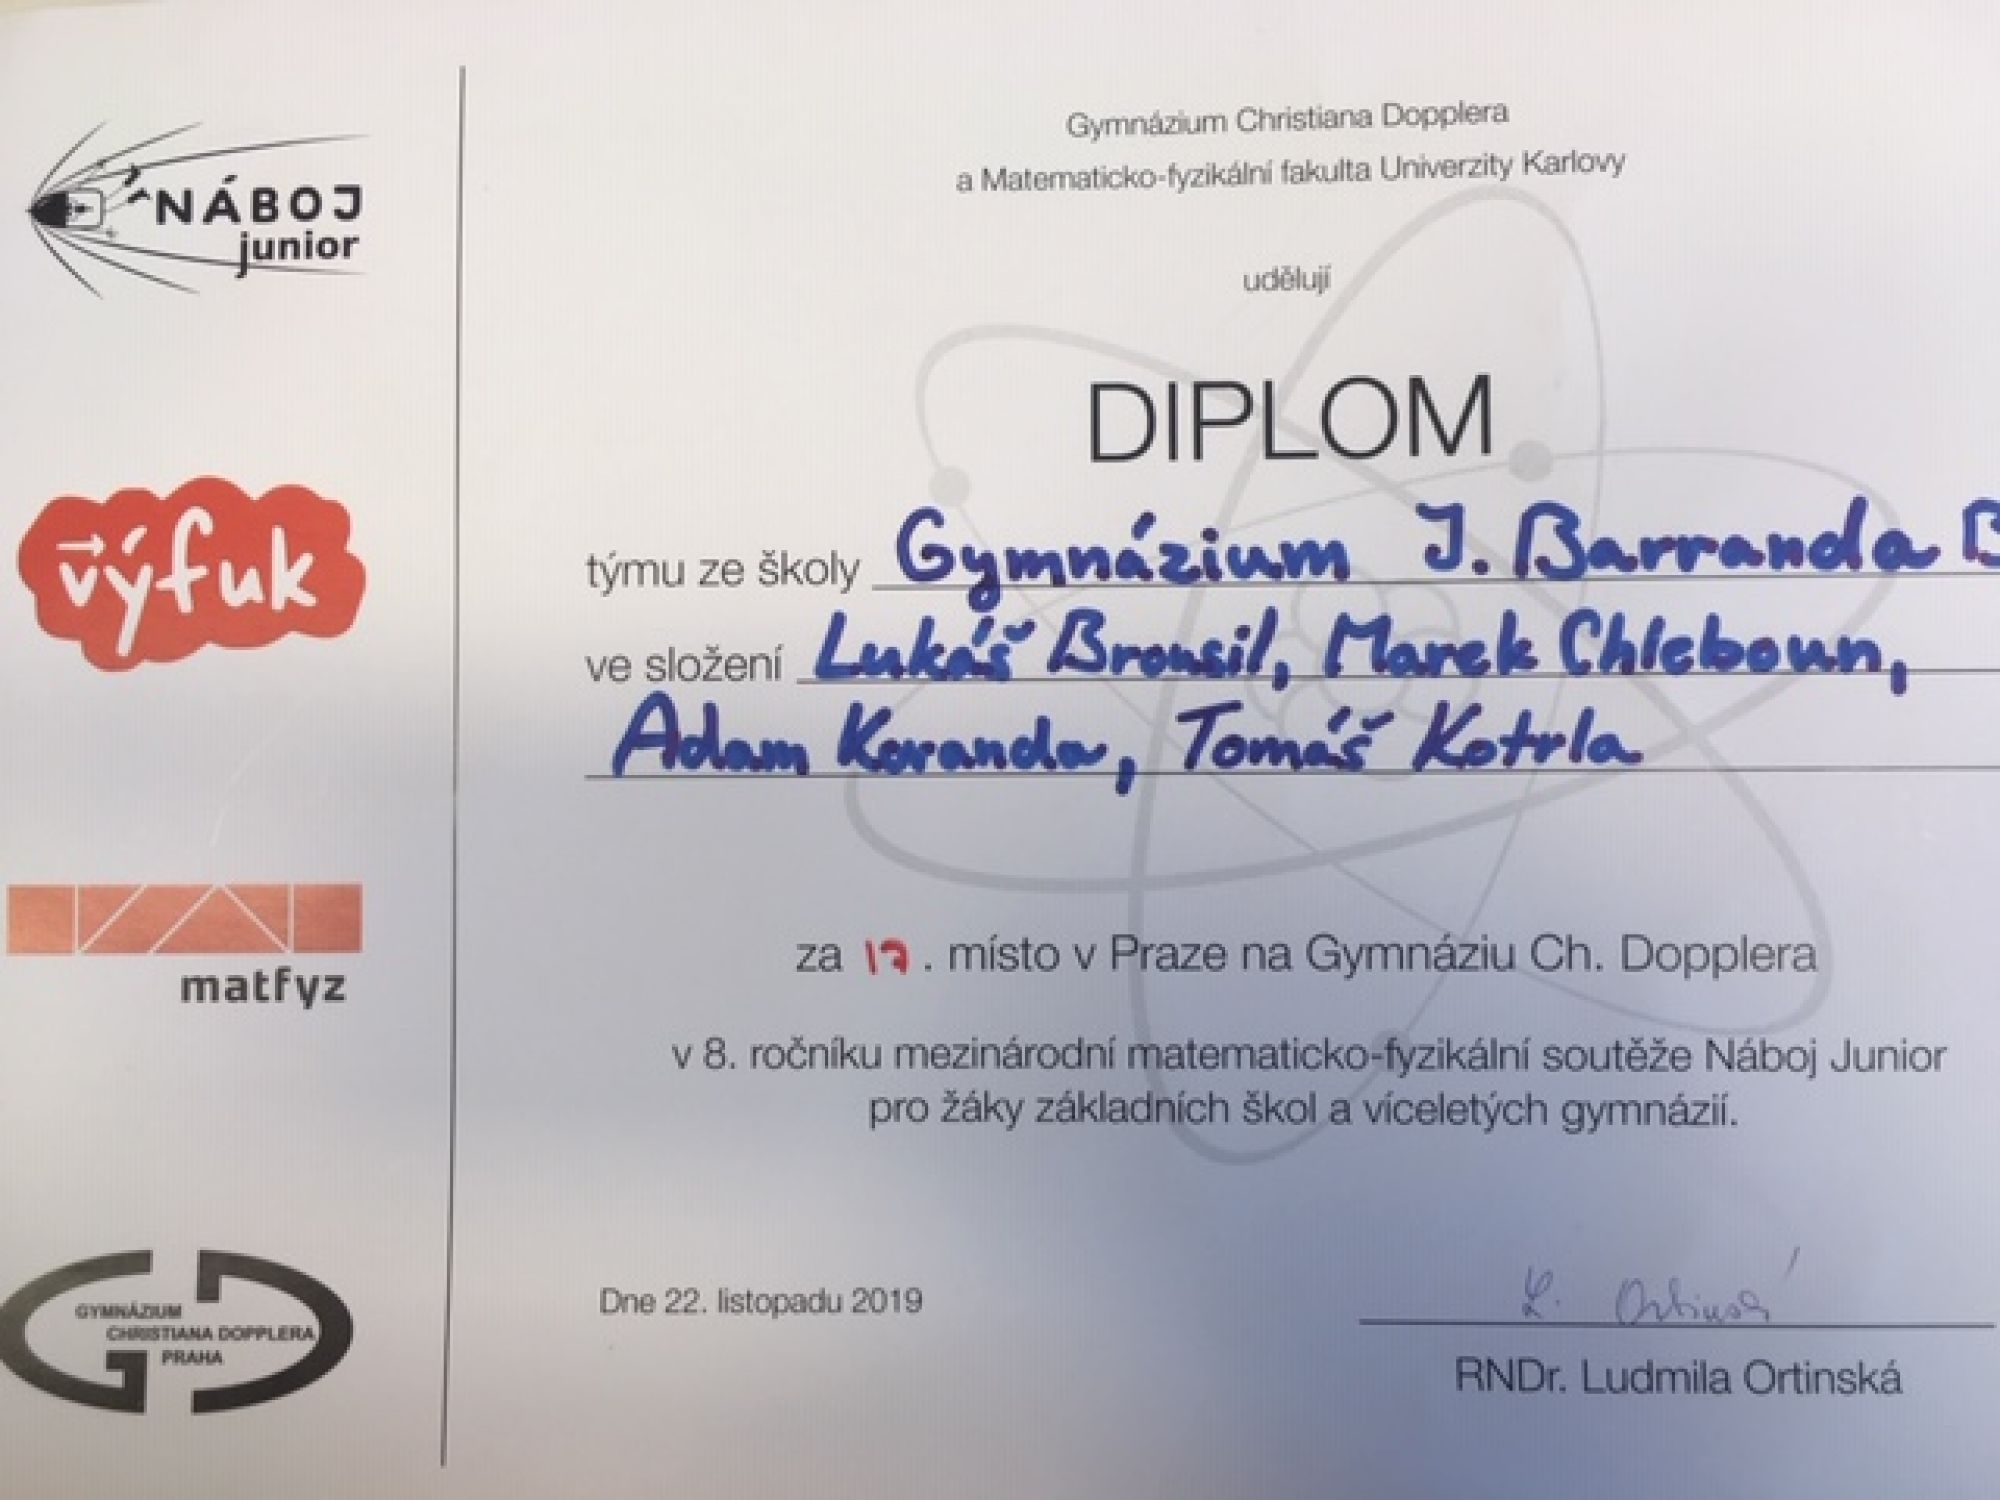 NÁBOJ
junior
výfuk
matfyz
GYMNÁZIUM
CHRISTIANA DOPPLERA
PRAHA
Gymnázium Christiana Dopplera
a Matematicko-fyzikální fakulta Univerzity Karlovy
udělují
DIPLOM
týmu ze školy Gymnázium J. Barranda B
ve složení Lukáš Brousil, Marek Chleboun,
Adam Koranda, Tomáš Kotrla
za 17. místo v Praze na Gymnáziu Ch. Dopplera
v 8. ročníku mezinárodní matematicko-fyzikální soutěže Náboj Junior
pro žáky základních škol a víceletých gymnázií.
Dne 22. listopadu 2019
L. Ortinská
RNDr. Ludmila Ortinská